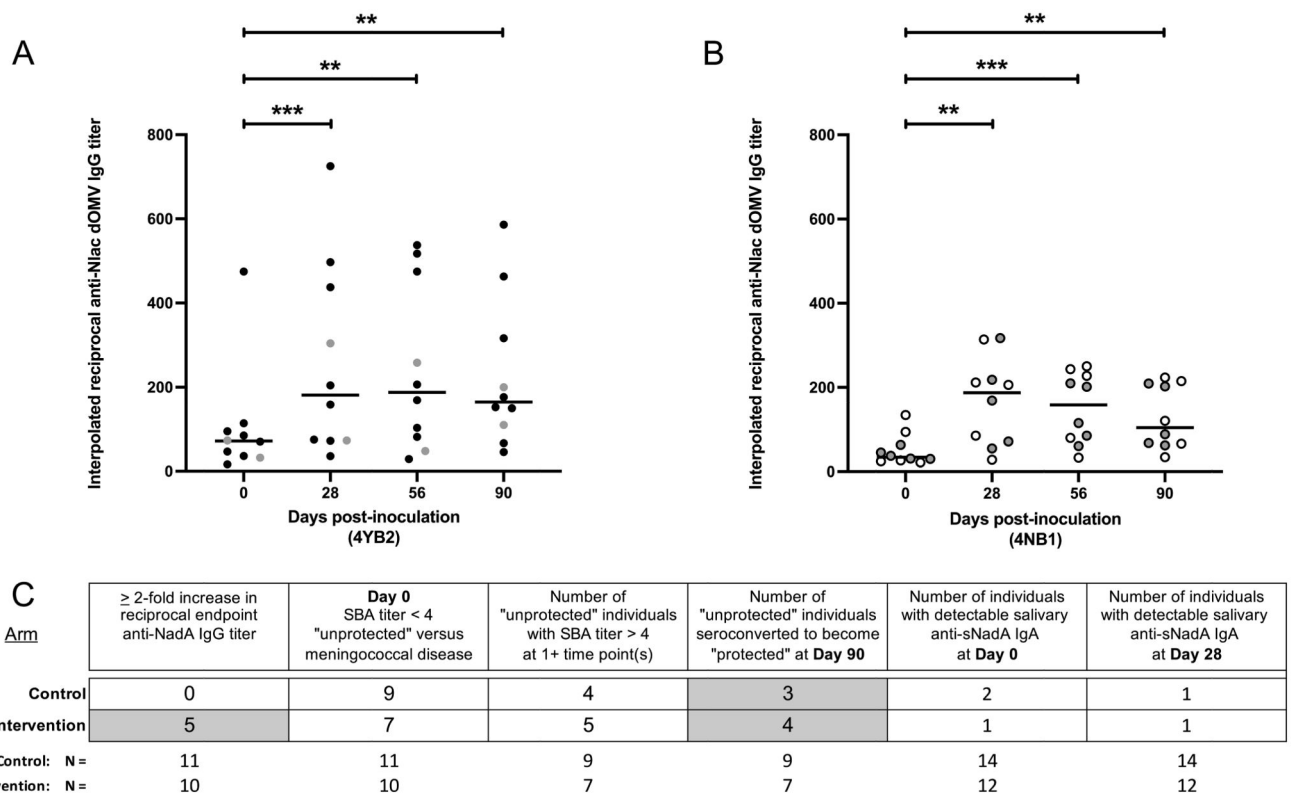 A
**
**
***
Interpolated reciprocal anti-Nlac dOMV IgG titer
800
600
400
200
0
0 28 56 90
Days post-inoculation
(4YB2)
B
**
***
**
Interpolated reciprocal anti-Nlac dOMV IgG titer
800
600
400
200
0
0 28 56 90
Days post-inoculation
(4NB1)
C
Arm
≥ 2-fold increase in
reciprocal endpoint
anti-NadA IgG titer
Day 0
SBA titer < 4
"unprotected" versus
meningococcal disease
Number of
"unprotected" individuals
with SBA titer > 4
at 1+ time point(s)
Number of
"unprotected" individuals
seroconverted to become
"protected" at Day 90
Number of individuals
with detectable salivary
anti-sNadA IgA
at Day 0
Number of individuals
with detectable salivary
anti-sNadA IgA
at Day 28
Control 0 9 4 3 2 1
ntervention 5 7 5 4 1 1
Control: N = 11 11 9 9 14 14
vention: N = 10 10 7 7 12 12